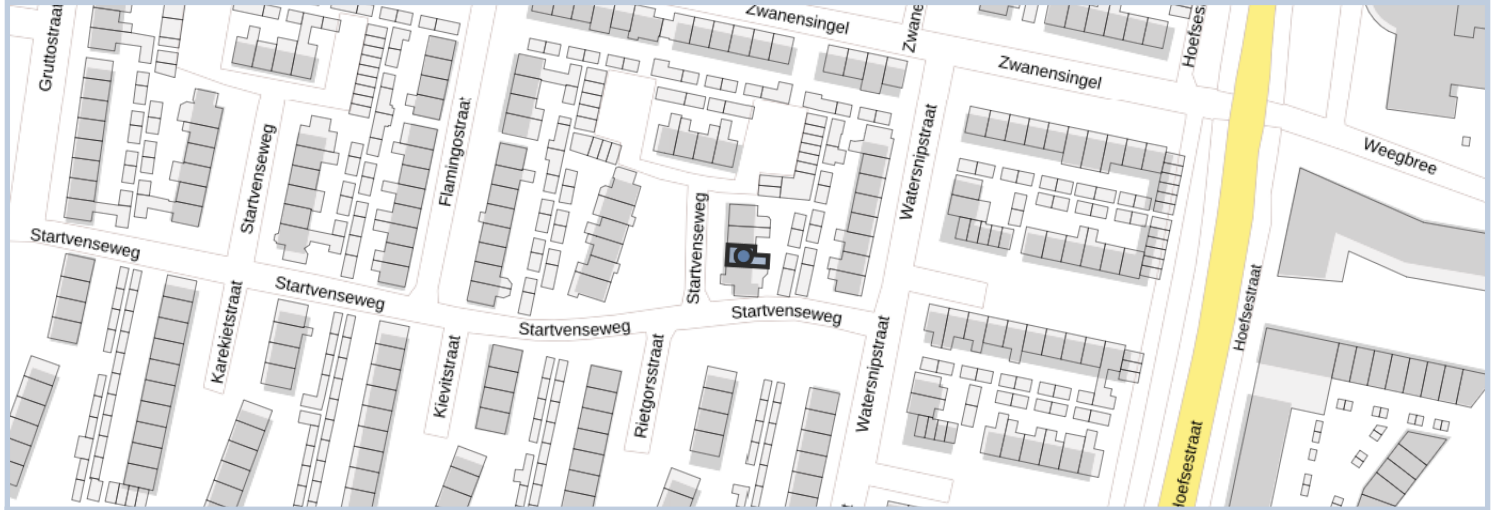 Zwanensingel
Zwane
Hoefses
Gruttostraat
Zwanensingel
Flamingostraat
Startvenseweg
Watersnipstraat
Weegbree
Startvenseweg
Startvenseweg
Startvenseweg
Karekietstraat
Startvenseweg
Startvenseweg
Hoefsestraat
Kievitstraat
Rietgorsstraat
Watersnipstraat
Hoefsestraat